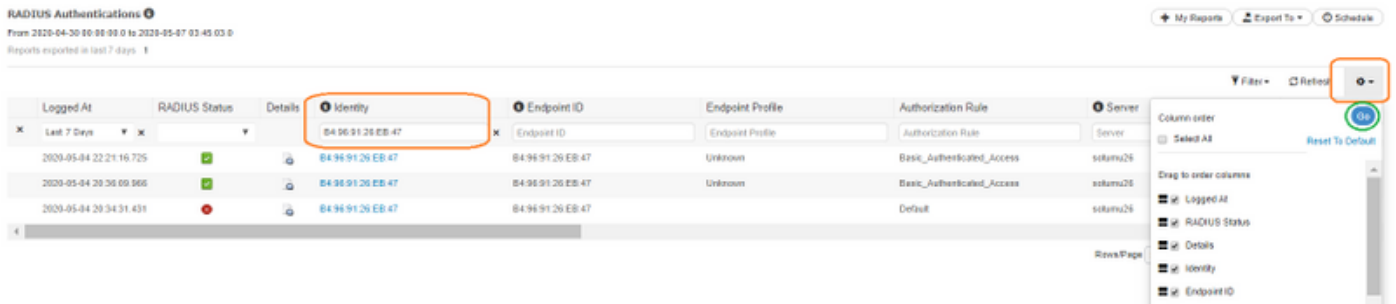 RADIUS Authentications
From 2020-04-30 00:00:00.0 to 2020-05-07 03:45:03.0
Reports exported in last 7 days 1
My Reports Export To Schedule
Filter Refresh
Logged At RADIUS Status Details Identity Endpoint ID Endpoint Profile Authorization Rule Server
Last 7 Days B4:96:91:26:EB:47 Endpoint ID Endpoint Profile Authorization Rule Server
2020-05-04 22:21:16.725 B4:96:91:26:EB:47 B4:96:91:26:EB:47 Unknown Basic_Authenticated_Access sotumu26
2020-05-04 20:36:09.966 B4:96:91:26:EB:47 B4:96:91:26:EB:47 Unknown Basic_Authenticated_Access sotumu26
2020-05-04 20:34:31.431 B4:96:91:26:EB:47 B4:96:91:26:EB:47 Default sotumu26
Rows/Page
Column order Go
Select All Reset To Default
Drag to order columns
Logged At
RADIUS Status
Details
Identity
Endpoint ID